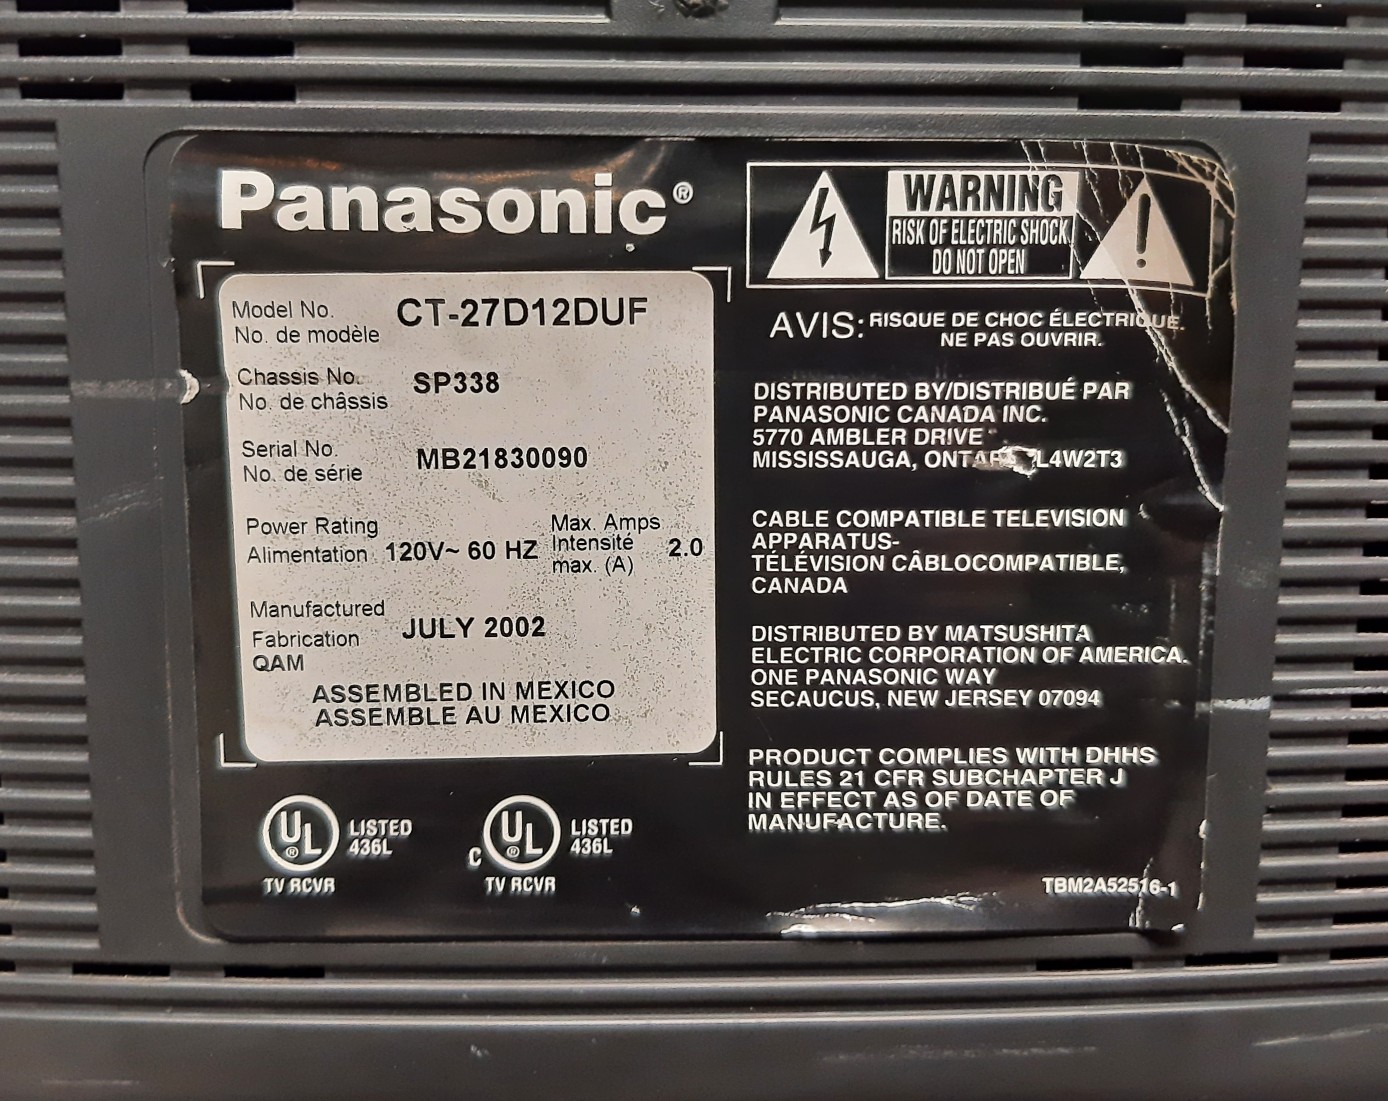 Panasonic®
Model No.
No. de modèle
CT-27D12DUF
Chassis No.
No. de châssis
SP338
Serial No.
No. de série
MB21830090
Power Rating
Alimentation
120V~ 60 HZ
Max. Amps
Intensité
max. (A)
2.0
Manufactured
Fabrication
JULY 2002
QAM
ASSEMBLED IN MEXICO
ASSEMBLE AU MEXICO
UL®
LISTED
436L
TV RCVR
C UL®
LISTED
436L
TV RCVR
WARNING
RISK OF ELECTRIC SHOCK
DO NOT OPEN
AVIS: RISQUE DE CHOC ÉLECTRIQUE.
NE PAS OUVRIR.
DISTRIBUTED BY/DISTRIBUÉ PAR
PANASONIC CANADA INC.
5770 AMBLER DRIVE
MISSISSAUGA, L4W2T3
CABLE COMPATIBLE TELEVISION
APPARATUS-
TÉLÉVISION CÂBLOCOMPATIBLE,
CANADA
DISTRIBUTED BY MATSUSHITA
ELECTRIC CORPORATION OF AMERICA.
ONE PANASONIC WAY
SECAUCUS, NEW JERSEY 07094
PRODUCT COMPLIES WITH DHHS
RULES 21 CFR SUBCHAPTER J
IN EFFECT AS OF DATE OF
MANUFACTURE.
TBM2A52516-1